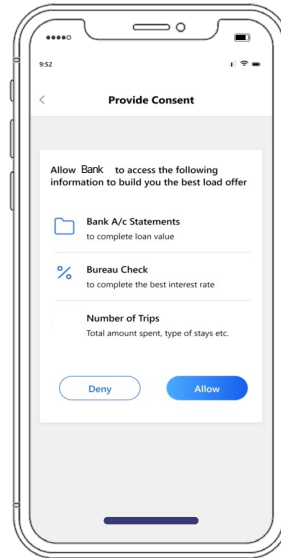 9:52
Provide Consent
Allow Bank to access the following
information to build you the best load offer
Bank A/c Statements
to complete loan value
% Bureau Check
to complete the best interest rate
Number of Trips
Total amount spent, type of stays etc.
Deny
Allow